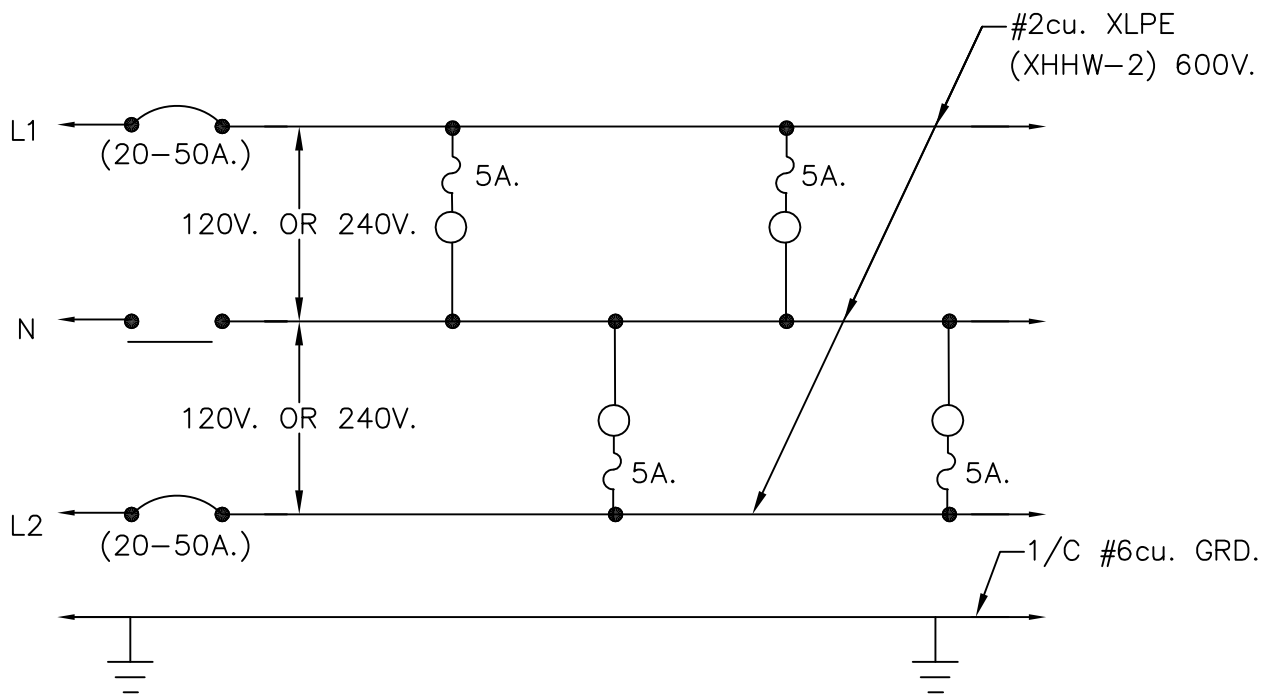 #2cu. XLPE
(XHHW-2) 600V.
L1
(20-50A.)
5A.
5A.
120V. OR 240V.
N
120V. OR 240V.
5A.
5A.
L2
(20-50A.)
1/C #6cu. GRD.